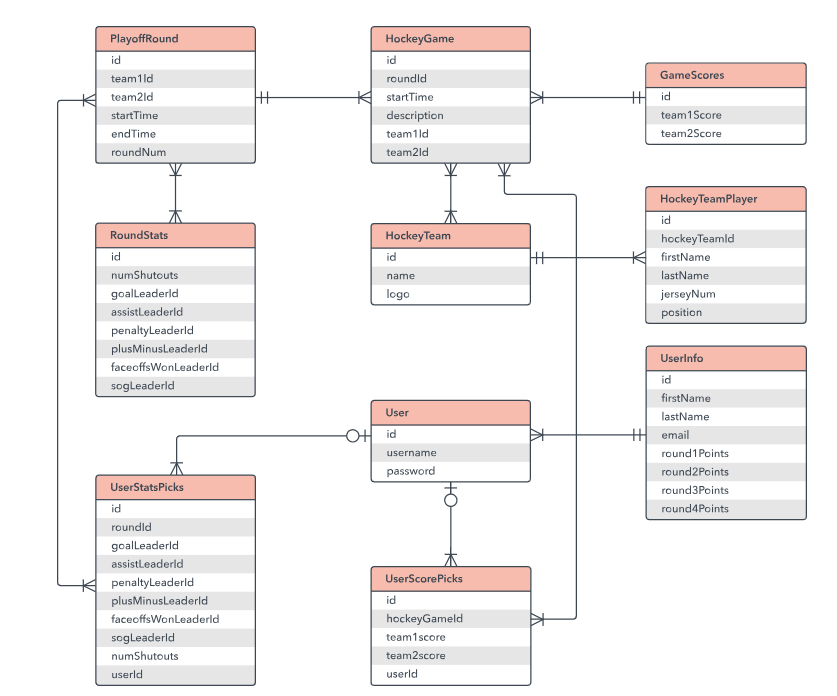 PlayoffRound
id
team1Id
team2Id
startTime
endTime
roundNum
HockeyGame
id
roundId
startTime
description
team1Id
team2Id
GameScores
id
team1Score
team2Score
HockeyTeamPlayer
id
hockeyTeamId
firstName
lastName
jerseyNum
position
RoundStats
id
numShutouts
goalLeaderId
assistLeaderId
penaltyLeaderId
plusMinusLeaderId
faceoffsWonLeaderId
sogLeaderId
HockeyTeam
id
name
logo
UserInfo
id
firstName
lastName
email
round1Points
round2Points
round3Points
round4Points
User
id
username
password
UserStatsPicks
id
roundId
goalLeaderId
assistLeaderId
penaltyLeaderId
plusMinusLeaderId
faceoffsWonLeaderId
sogLeaderId
numShutouts
userId
UserScorePicks
id
hockeyGameId
team1score
team2score
userId